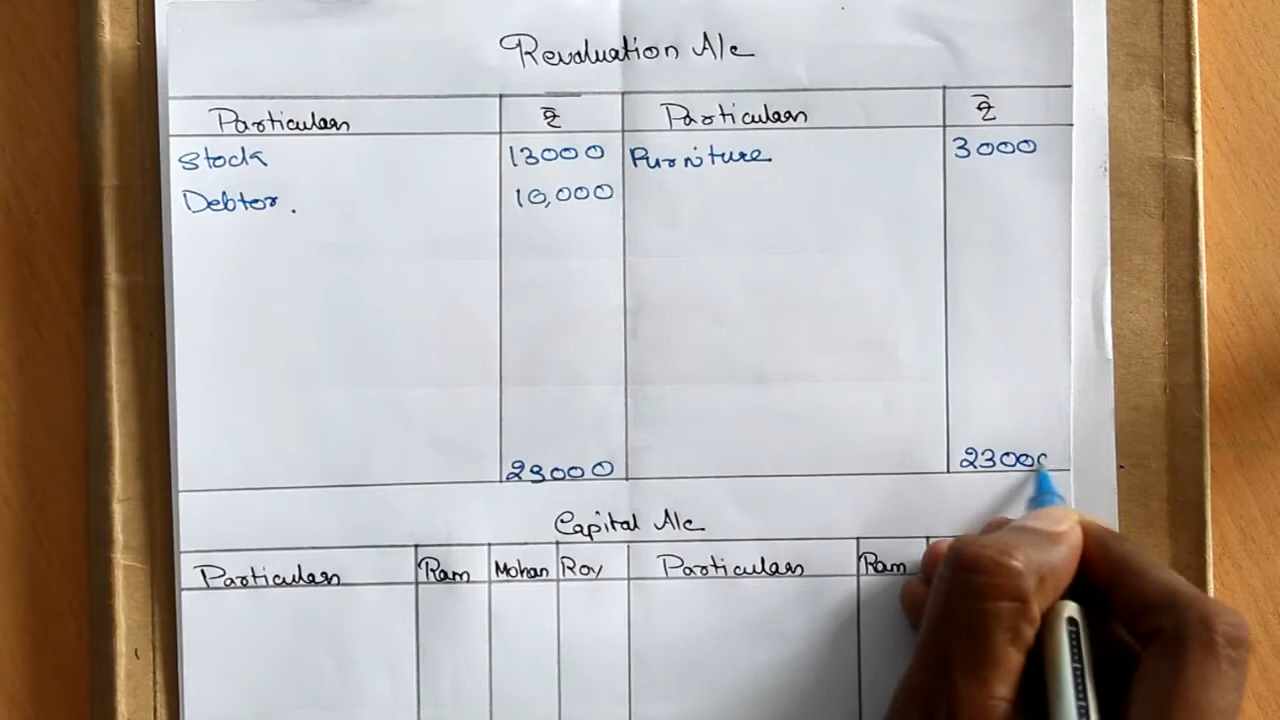 Revaluation A/c
Particulars ₹ Particulars ₹
Stock 13000 Furniture 3000
Debtor. 10,000
23000 23000
Capital A/c
Particulars Ram Mohan Roy Particulars Ram